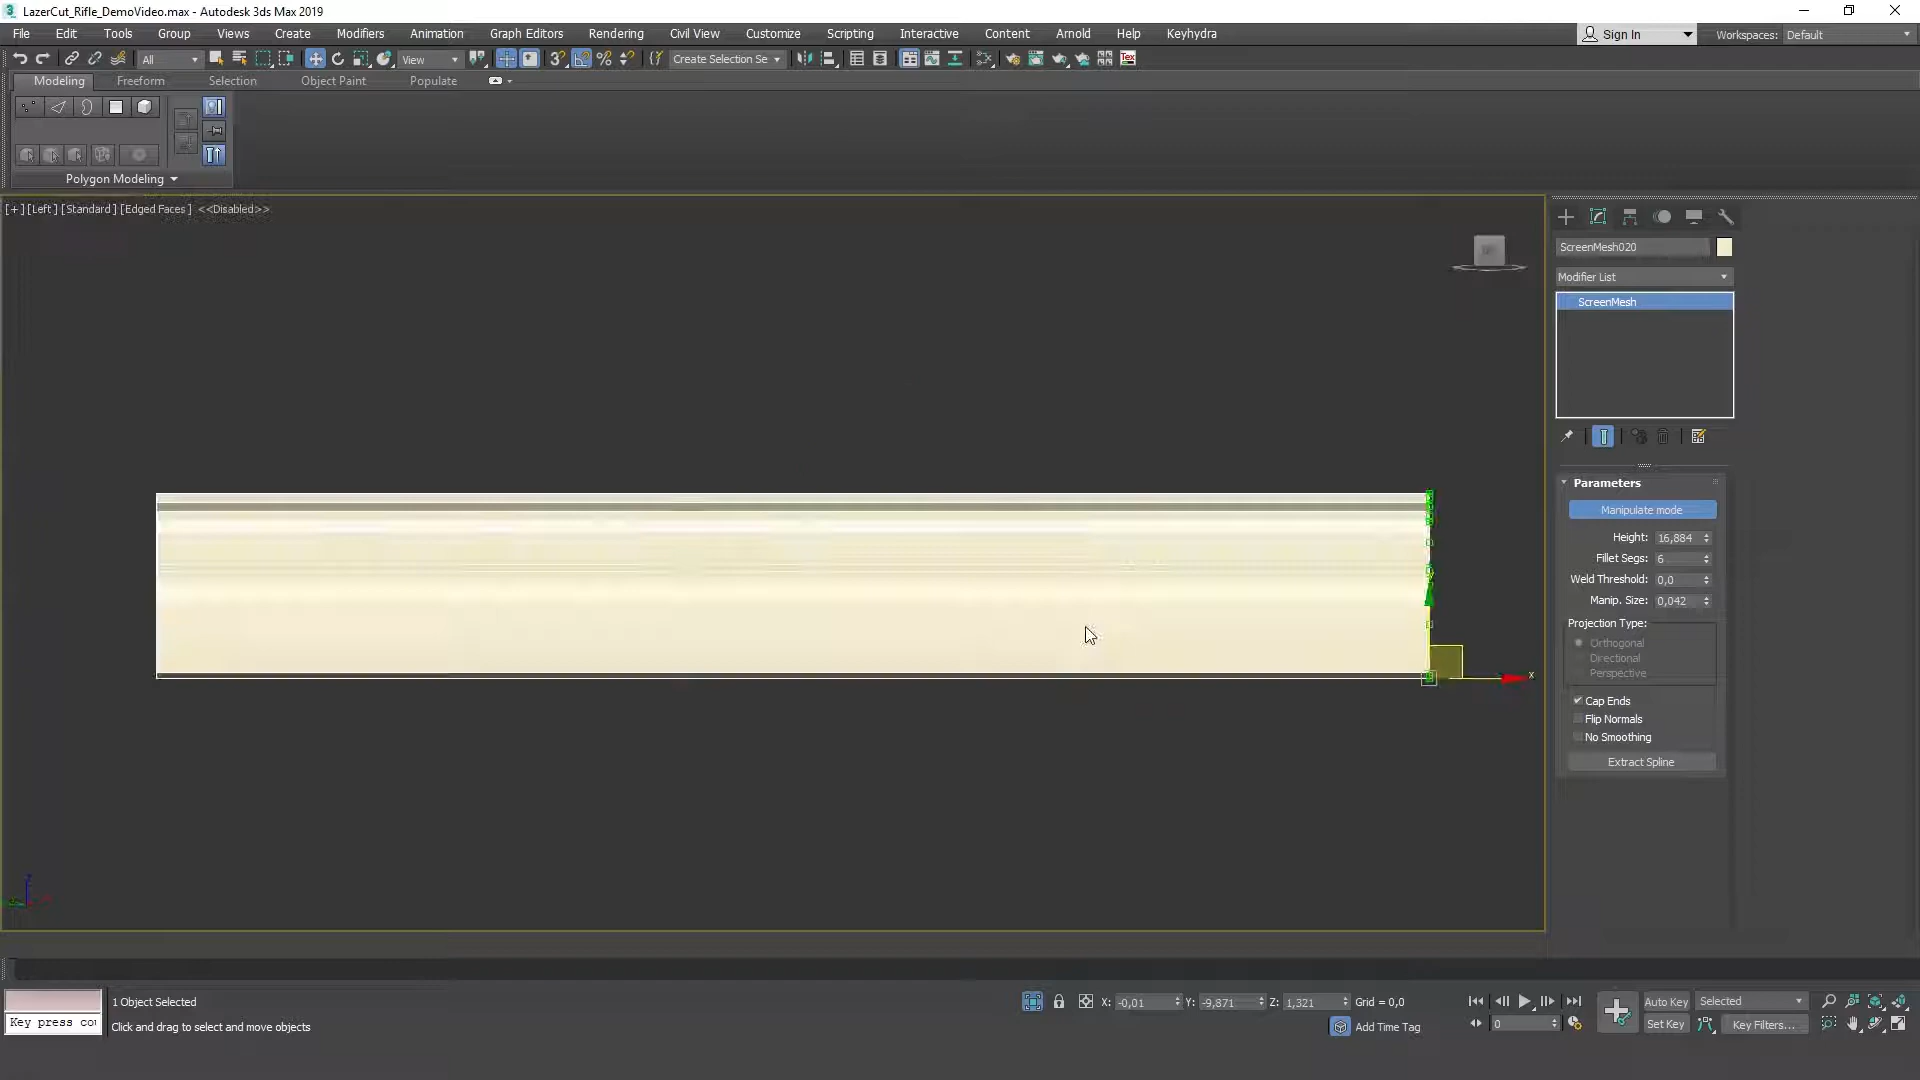 LazerCut_Rifle_DemoVideo.max - Autodesk 3ds Max 2019
File Edit Tools Group Views Create Modifiers Animation Graph Editors Rendering Civil View Customize Scripting Interactive Content Arnold Help Keyhydra Sign In Workspaces: Default
All View Create Selection Se Tex
Modeling Freeform Selection Object Paint Populate
Polygon Modeling
[+] [Left] [Standard] [Edged Faces] <<Disabled>>
ScreenMesh020
Modifier List
ScreenMesh
Parameters
Manipulate mode
Height: 16,884
Fillet Segs: 6
Weld Threshold: 0,0
Manip. Size: 0,042
Projection Type:
Orthogonal
Directional
Perspective
x
Cap Ends
Flip Normals
No Smoothing
Extract Spline
1 Object Selected X: -0,01 Y: -9,871 Z: 1,321 Grid = 0,0 Auto Key Selected
Key press cou Click and drag to select and move objects Add Time Tag 0 Set Key Key Filters...